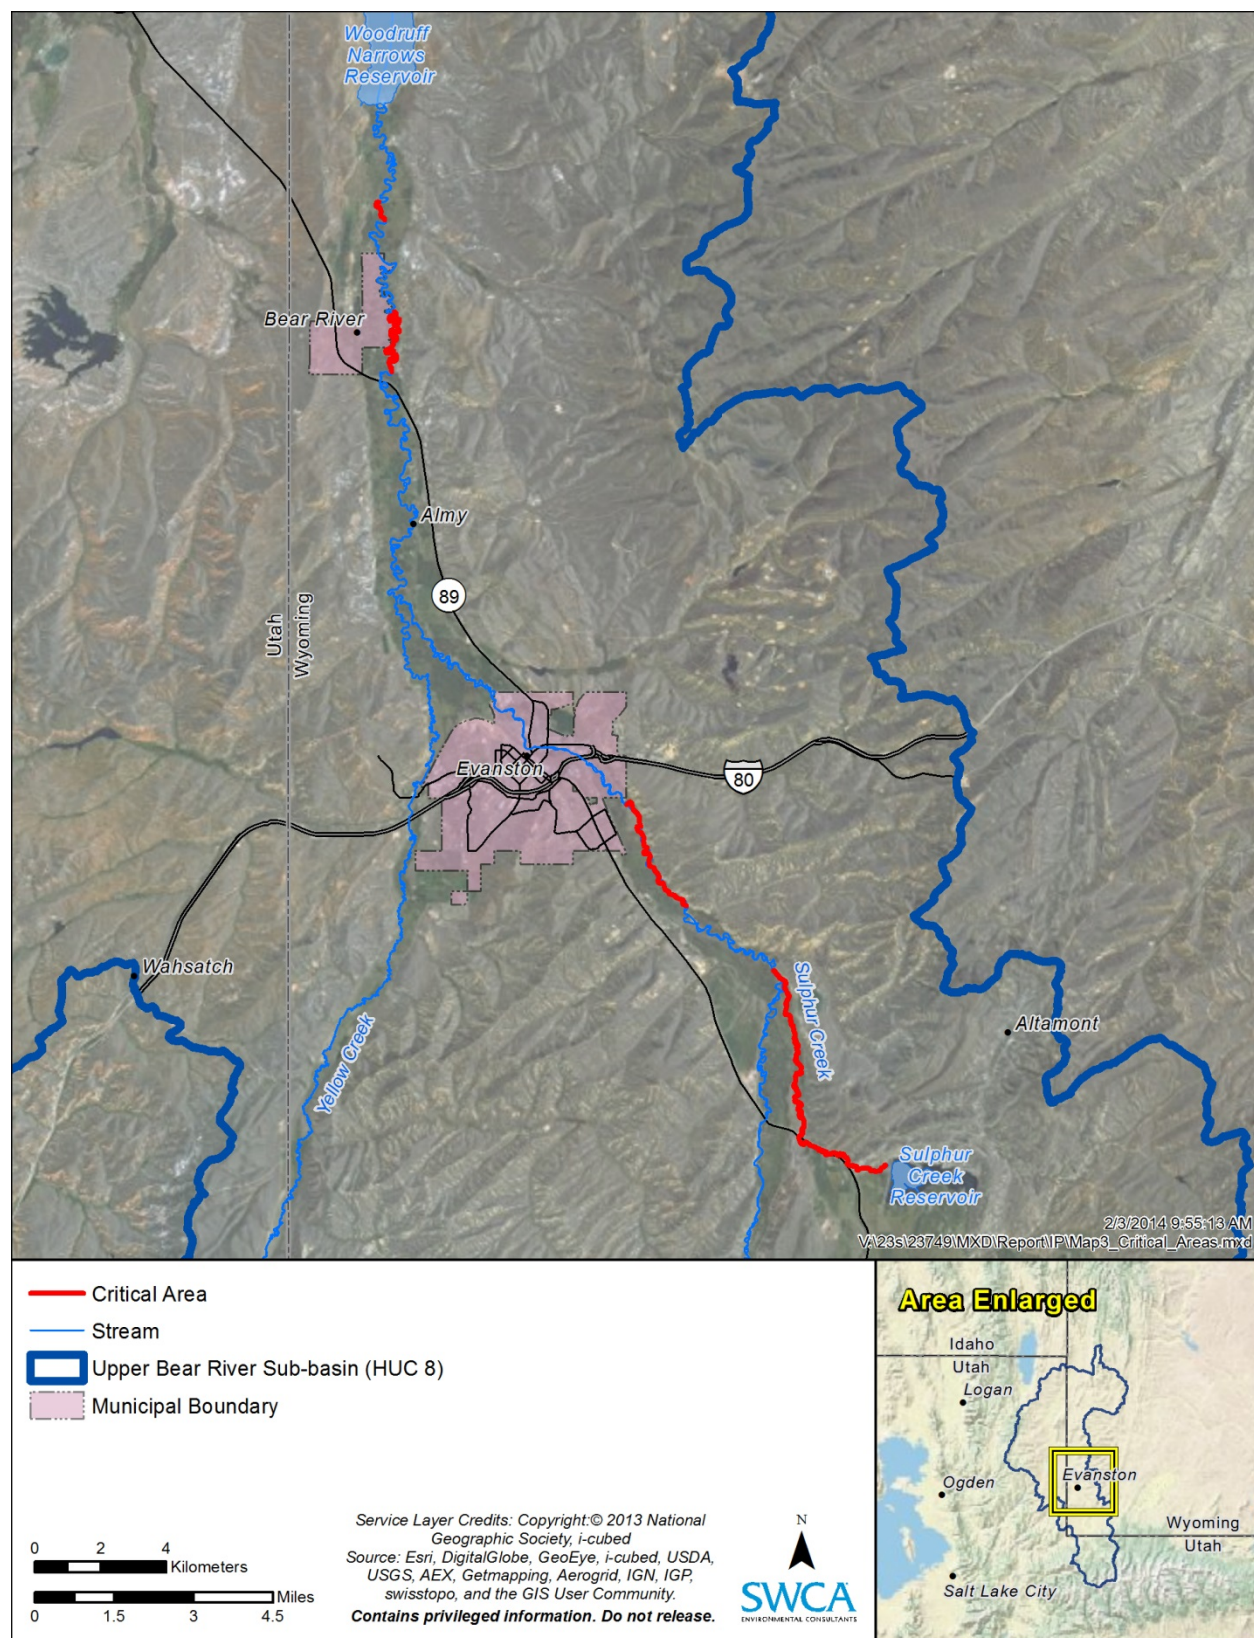 Woodruff
Narrows
Reservoir
Bear River
Almy
89
Utah
Wyoming
Evanston
80
Wahsatch
Yellow Creek
Sulphur Creek
Altamont
Sulphur
Creek
Reservoir
2/3/2014 9:55:13 AM
V:\23s\23749\MXD\Report\IP\Map3_Critical_Areas.mxd
Critical Area
Stream
Upper Bear River Sub-basin (HUC 8)
Municipal Boundary
0 2 4
Kilometers
Miles
0 1.5 3 4.5
Service Layer Credits: Copyright:© 2013 National
Geographic Society, i-cubed
Source: Esri, DigitalGlobe, GeoEye, i-cubed, USDA,
USGS, AEX, Getmapping, Aerogrid, IGN, IGP,
swisstopo, and the GIS User Community.
Contains privileged information. Do not release.
N
SWCA
ENVIRONMENTAL CONSULTANTS
Area Enlarged
Idaho
Utah
Logan
Ogden
Evanston
Wyoming
Utah
Salt Lake City